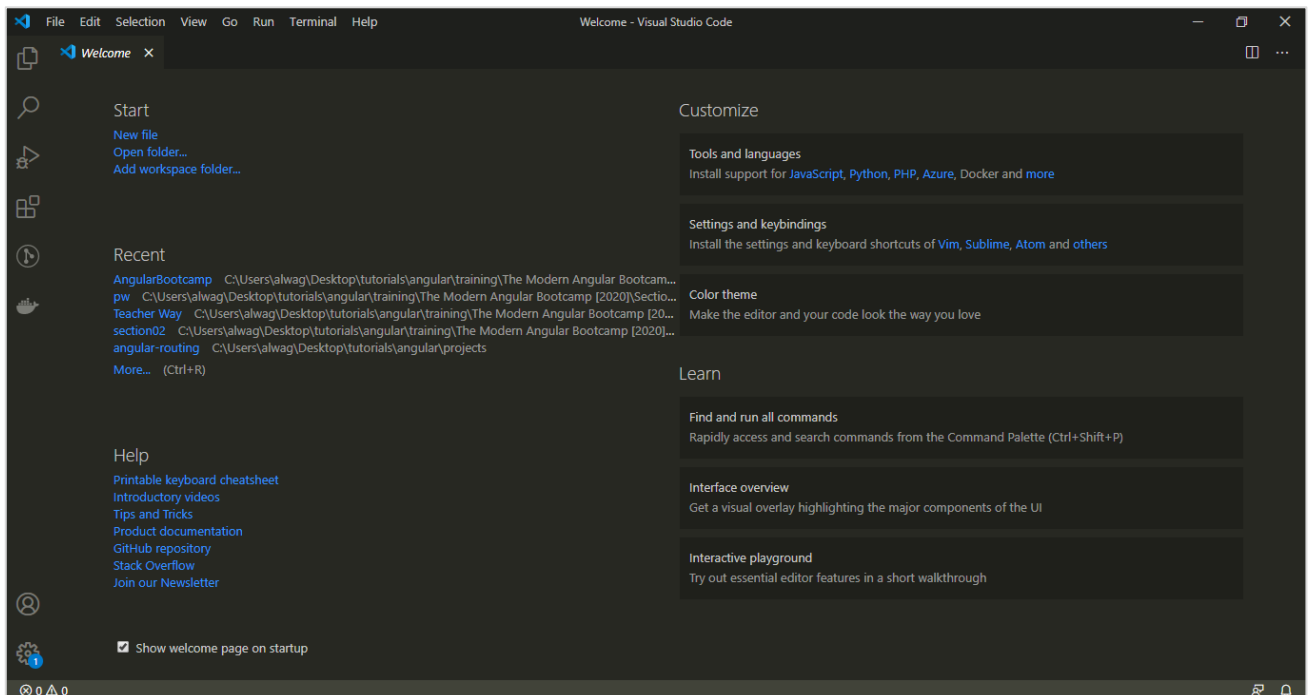 File Edit Selection View Go Run Terminal Help
Welcome - Visual Studio Code
Welcome
Start
New file
Open folder...
Add workspace folder...
Recent
AngularBootcamp C:\Users\alwag\Desktop\tutorials\angular\training\The Modern Angular Bootcam...
pw C:\Users\alwag\Desktop\tutorials\angular\training\The Modern Angular Bootcamp [2020]\Sectio...
Teacher Way C:\Users\alwag\Desktop\tutorials\angular\training\The Modern Angular Bootcamp [20...
section02 C:\Users\alwag\Desktop\tutorials\angular\training\The Modern Angular Bootcamp [2020]...
angular-routing C:\Users\alwag\Desktop\tutorials\angular\projects
More... (Ctrl+R)
Help
Printable keyboard cheatsheet
Introductory videos
Tips and Tricks
Product documentation
GitHub repository
Stack Overflow
Join our Newsletter
Show welcome page on startup
Customize
Tools and languages
Install support for JavaScript, Python, PHP, Azure, Docker and more
Settings and keybindings
Install the settings and keyboard shortcuts of Vim, Sublime, Atom and others
Color theme
Make the editor and your code look the way you love
Learn
Find and run all commands
Rapidly access and search commands from the Command Palette (Ctrl+Shift+P)
Interface overview
Get a visual overlay highlighting the major components of the UI
Interactive playground
Try out essential editor features in a short walkthrough
1
0 0